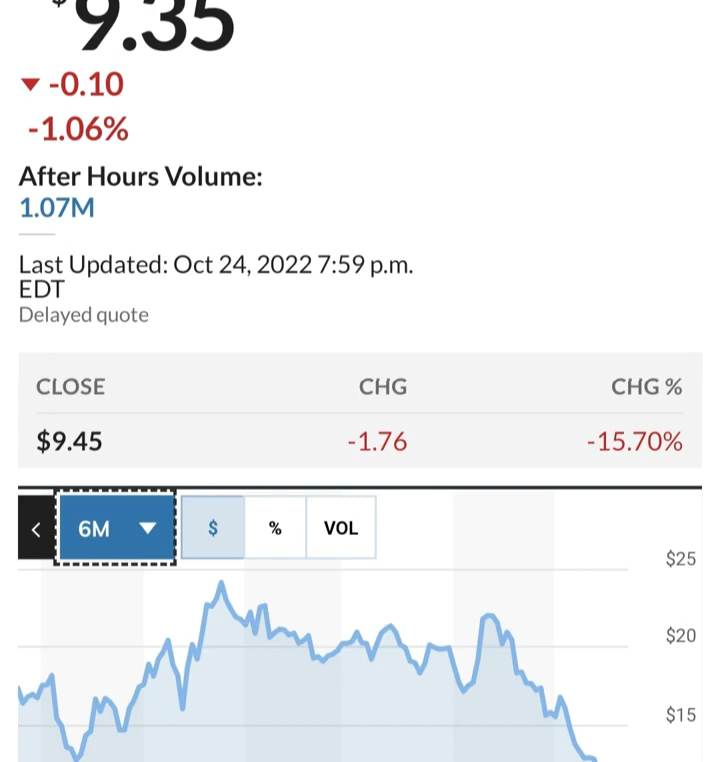 $9.35
-0.10
-1.06%
After Hours Volume:
1.07M
Last Updated: Oct 24, 2022 7:59 p.m.
EDT
Delayed quote
CLOSE CHG CHG %
$9.45 -1.76 -15.70%
6M $ % VOL
$25
$20
$15